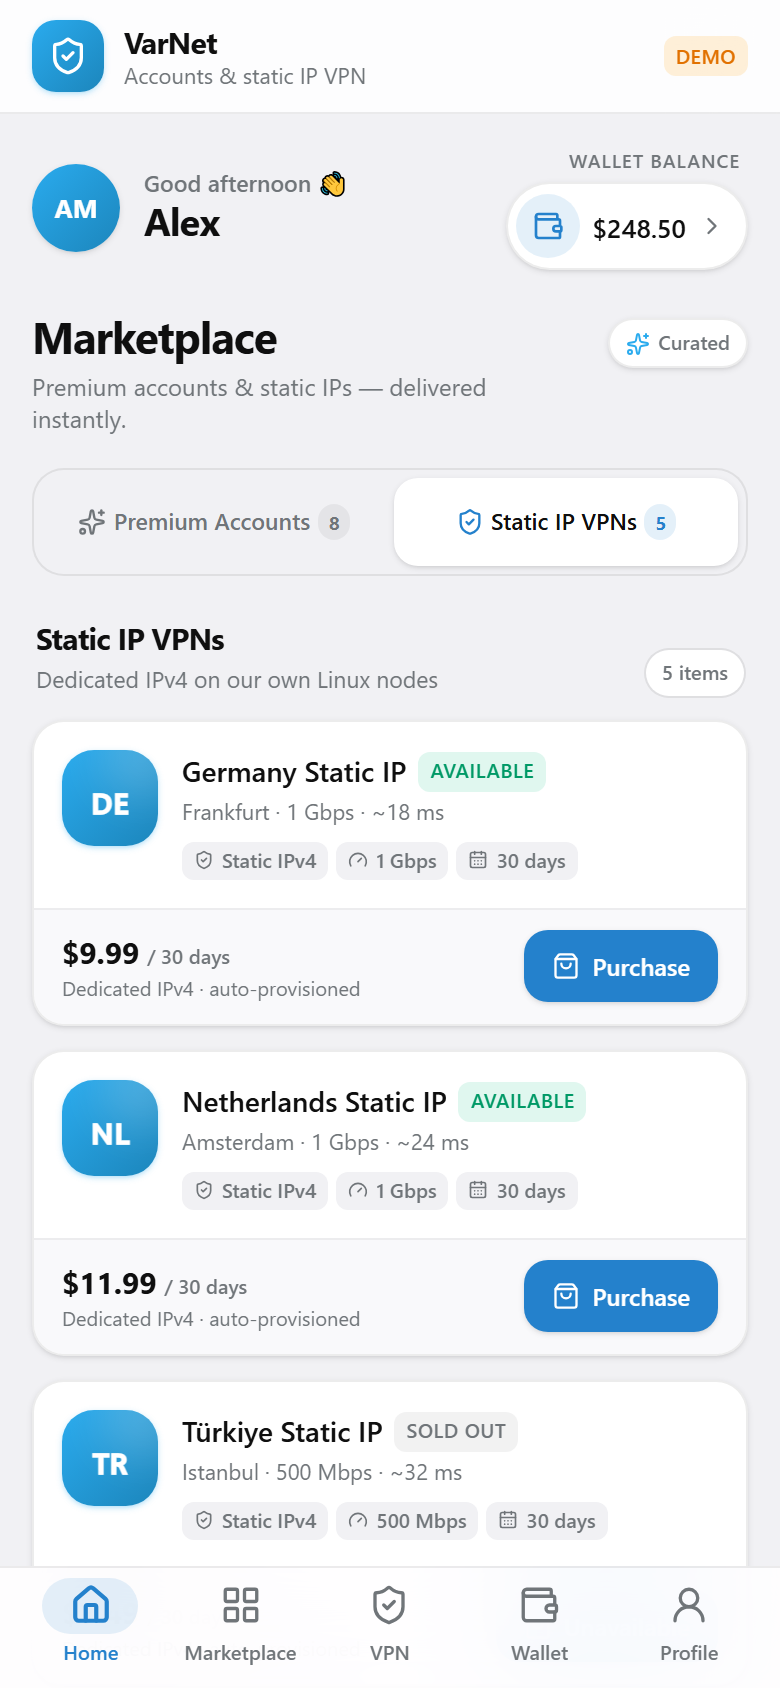 VarNet
Accounts & static IP VPN
DEMO
AM
Good afternoon 👋
Alex
WALLET BALANCE
$248.50
Marketplace
Curated
Premium accounts & static IPs — delivered
instantly.
Premium Accounts 8
Static IP VPNs 5
Static IP VPNs
Dedicated IPv4 on our own Linux nodes
5 items
DE
Germany Static IP AVAILABLE
Frankfurt · 1 Gbps · ~18 ms
Static IPv4 1 Gbps 30 days
$9.99 / 30 days
Dedicated IPv4 · auto-provisioned
Purchase
NL
Netherlands Static IP AVAILABLE
Amsterdam · 1 Gbps · ~24 ms
Static IPv4 1 Gbps 30 days
$11.99 / 30 days
Dedicated IPv4 · auto-provisioned
Purchase
TR
Türkiye Static IP SOLD OUT
Istanbul · 500 Mbps · ~32 ms
Static IPv4 500 Mbps 30 days
Home Marketplace VPN Wallet Profile